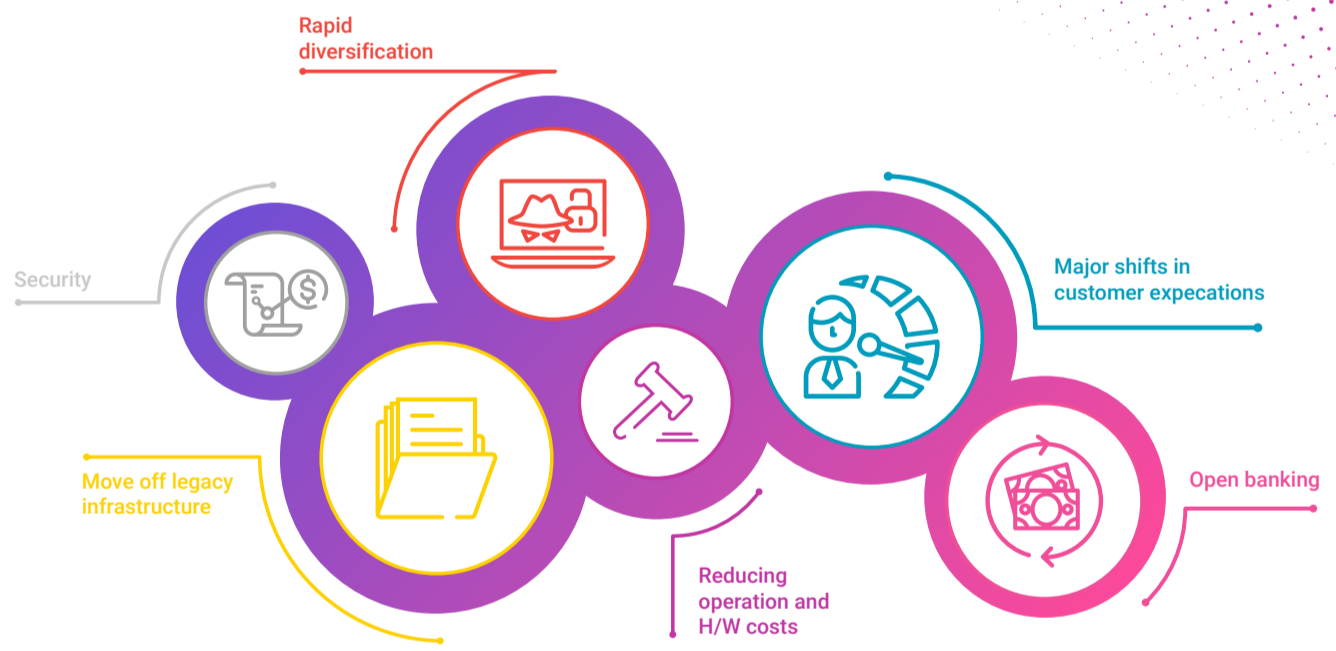 Rapid
diversification
Security
Major shifts in
customer expecations
Move off legacy
infrastructure
Open banking
Reducing
operation and
H/W costs
$